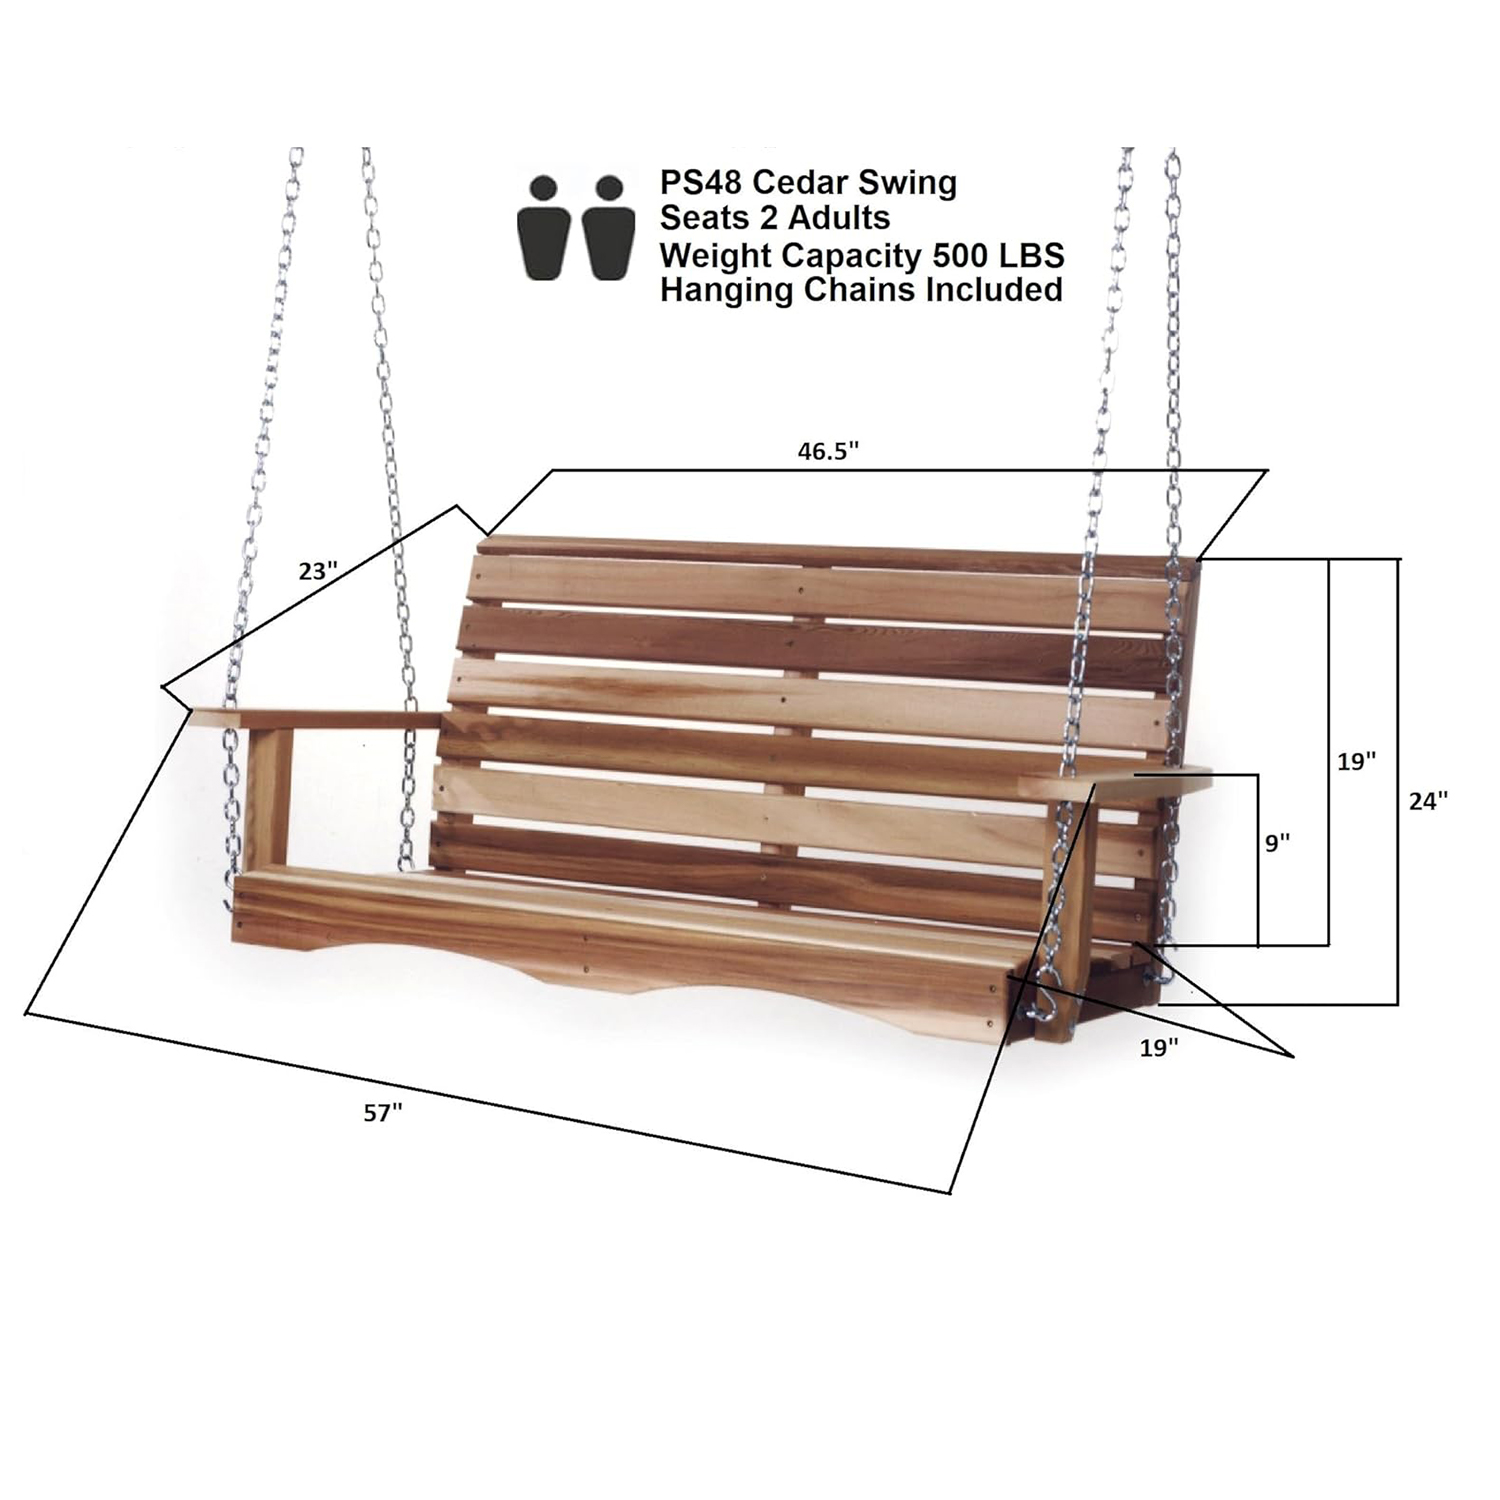 PS48 Cedar Swing
Seats 2 Adults
Weight Capacity 500 LBS
Hanging Chains Included
46.5"
23"
19"
24"
9"
19"
57"